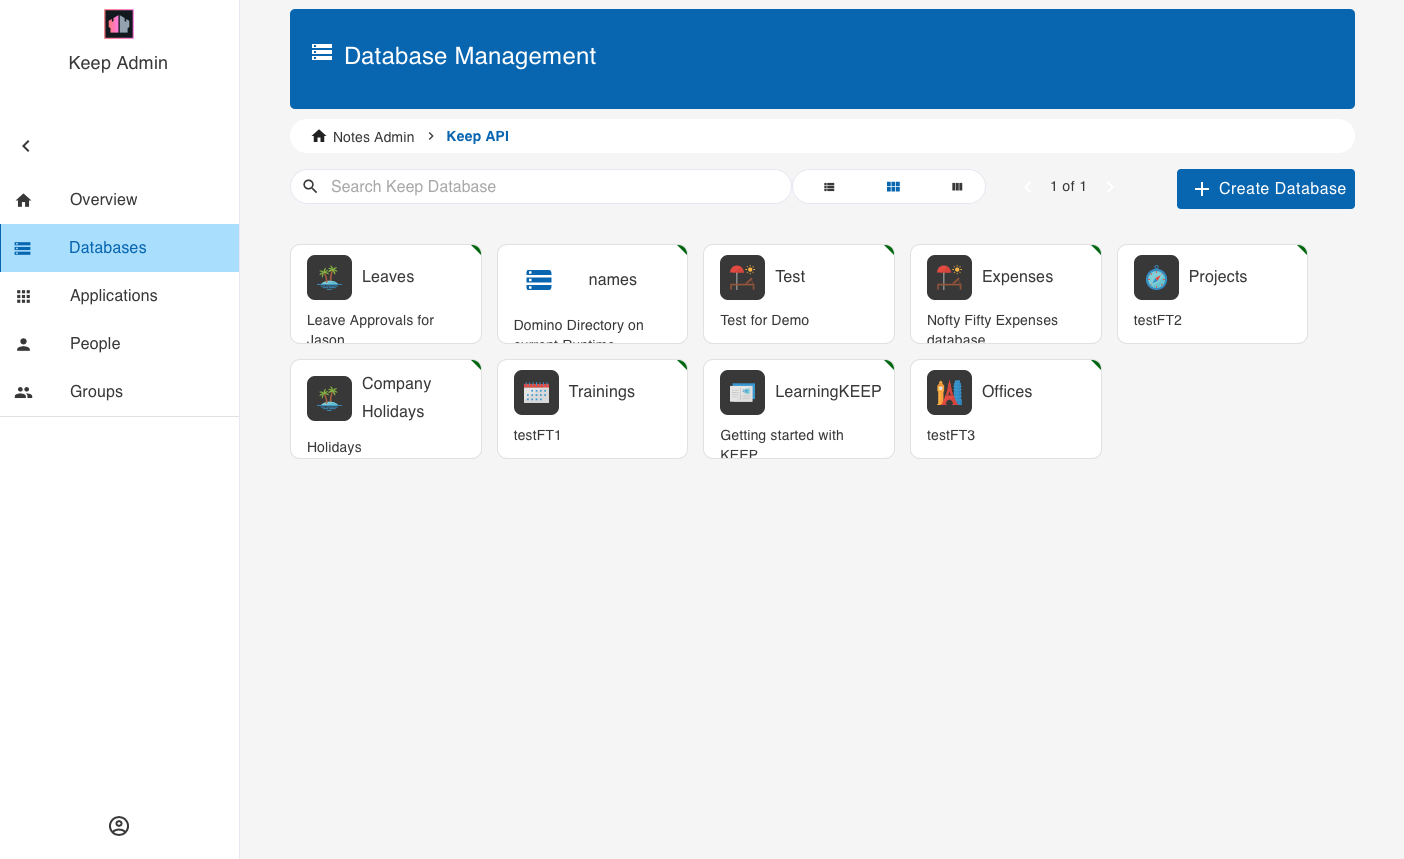 Keep Admin
Overview
Databases
Applications
People
Groups
Database Management
Notes Admin > Keep API
Search Keep Database
1 of 1
+ Create Database
Leaves
Leave Approvals for
Jason
names
Domino Directory on
current Runtime
Test
Test for Demo
Expenses
Nofty Fifty Expenses
database
Projects
testFT2
Company
Holidays
Holidays
Trainings
testFT1
LearningKEEP
Getting started with
KEEP
Offices
testFT3